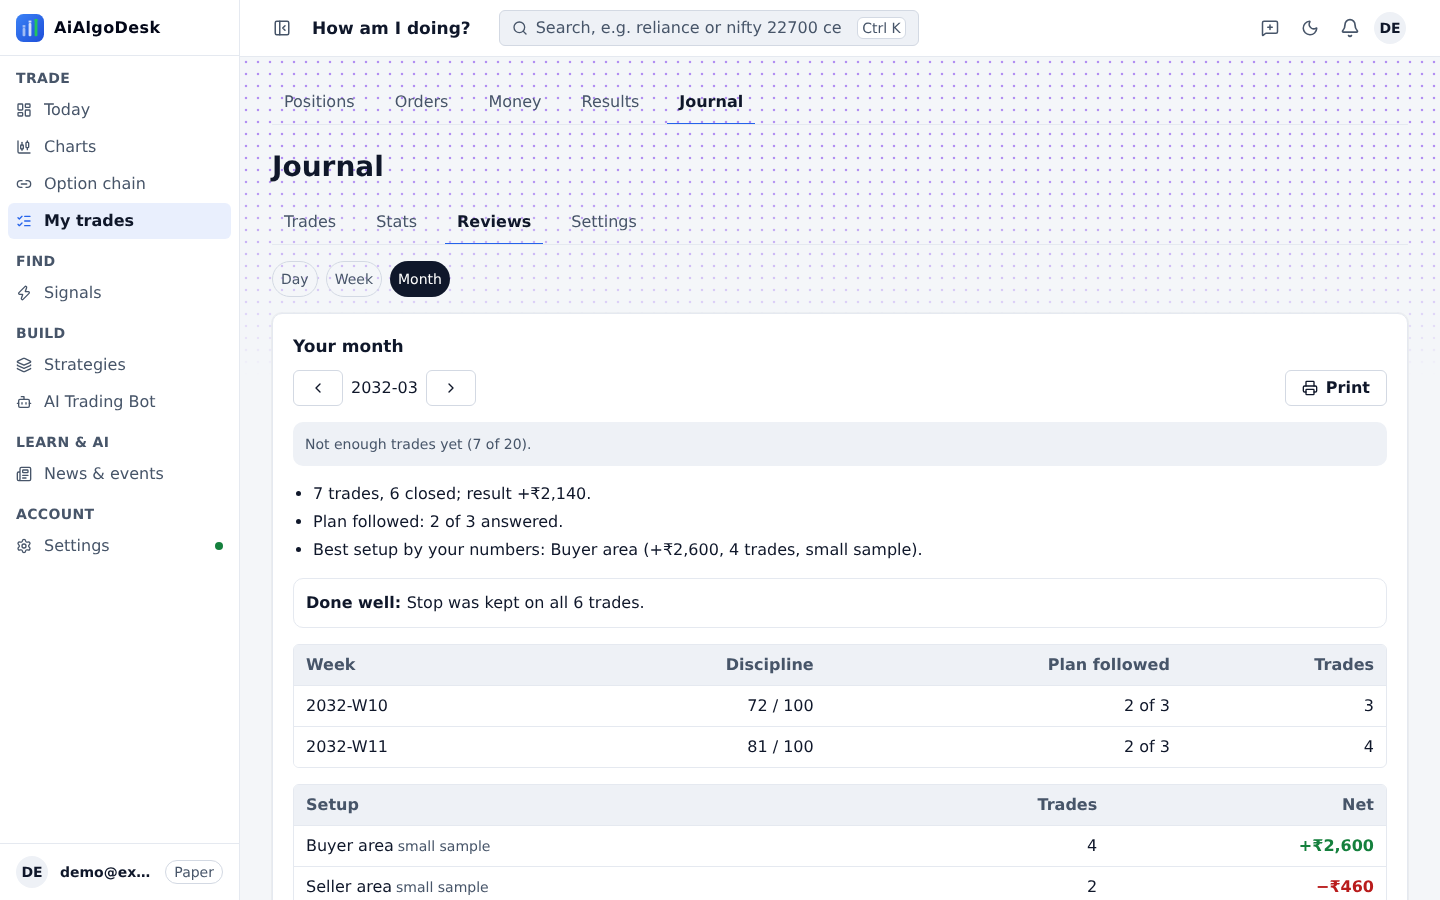 AiAlgoDesk
How am I doing?
Search, e.g. reliance or nifty 22700 ce
Ctrl K
DE
TRADE
Today
Charts
Option chain
My trades
FIND
Signals
BUILD
Strategies
AI Trading Bot
LEARN & AI
News & events
ACCOUNT
Settings
DE
demo@ex...
Paper
Positions
Orders
Money
Results
Journal
Journal
Trades
Stats
Reviews
Settings
Day
Week
Month
Your month
2032-03
Print
Not enough trades yet (7 of 20).
• 7 trades, 6 closed; result +₹2,140.
• Plan followed: 2 of 3 answered.
• Best setup by your numbers: Buyer area (+₹2,600, 4 trades, small sample).
Done well: Stop was kept on all 6 trades.
Week Discipline Plan followed Trades
2032-W10 72 / 100 2 of 3 3
2032-W11 81 / 100 2 of 3 4
Setup Trades Net
Buyer area small sample 4 +₹2,600
Seller area small sample 2 −₹460